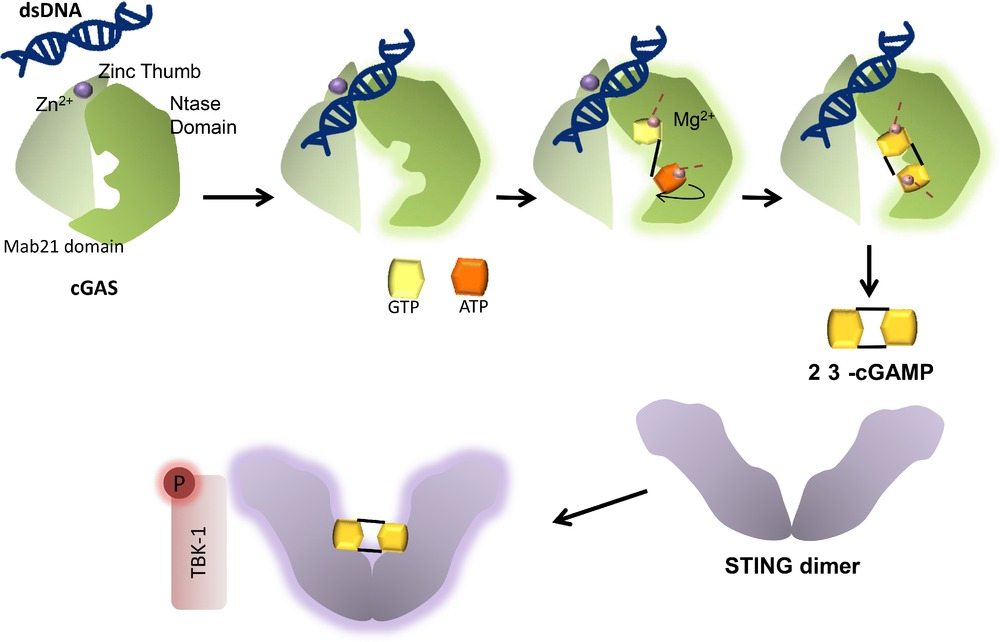 dsDNA
Zinc Thumb
Zn²⁺
Ntase
Domain
Mab21 domain
cGAS
Mg²⁺
GTP
ATP
2 3 -cGAMP
STING dimer
P
TBK-1